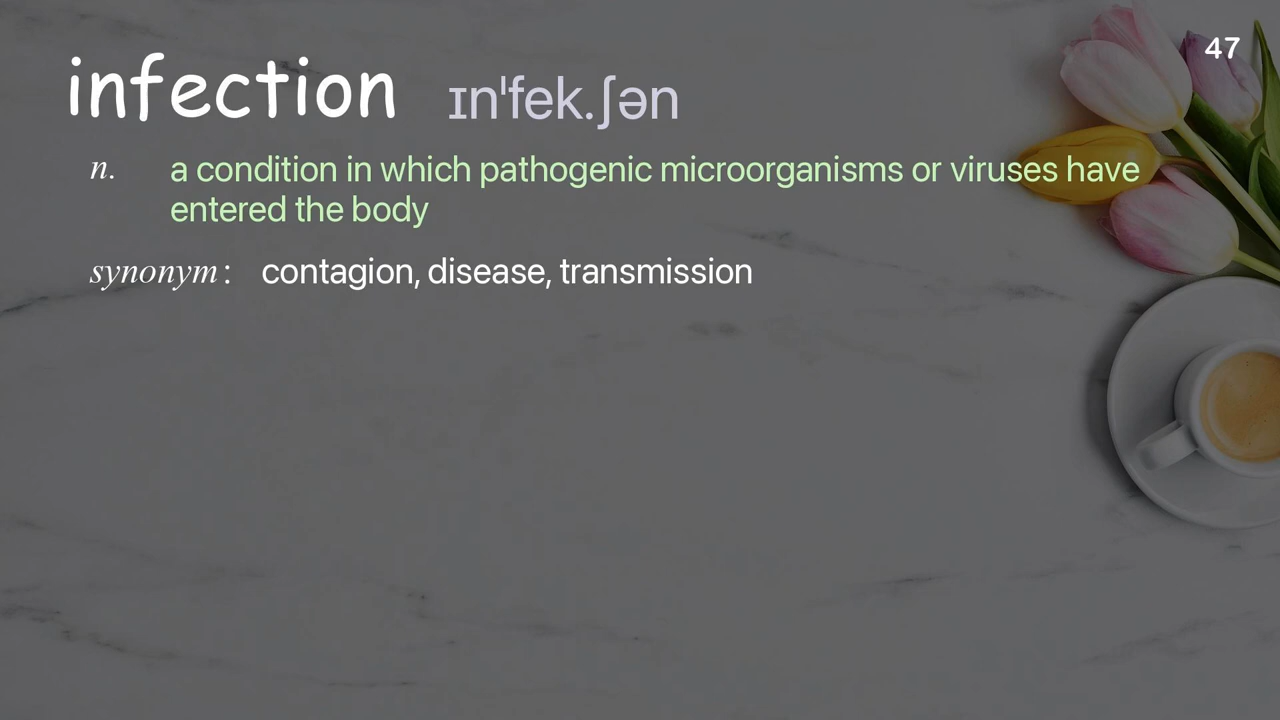 47
infection ɪnˈfek.ʃən
n. a condition in which pathogenic microorganisms or viruses have
entered the body
synonym: contagion, disease, transmission